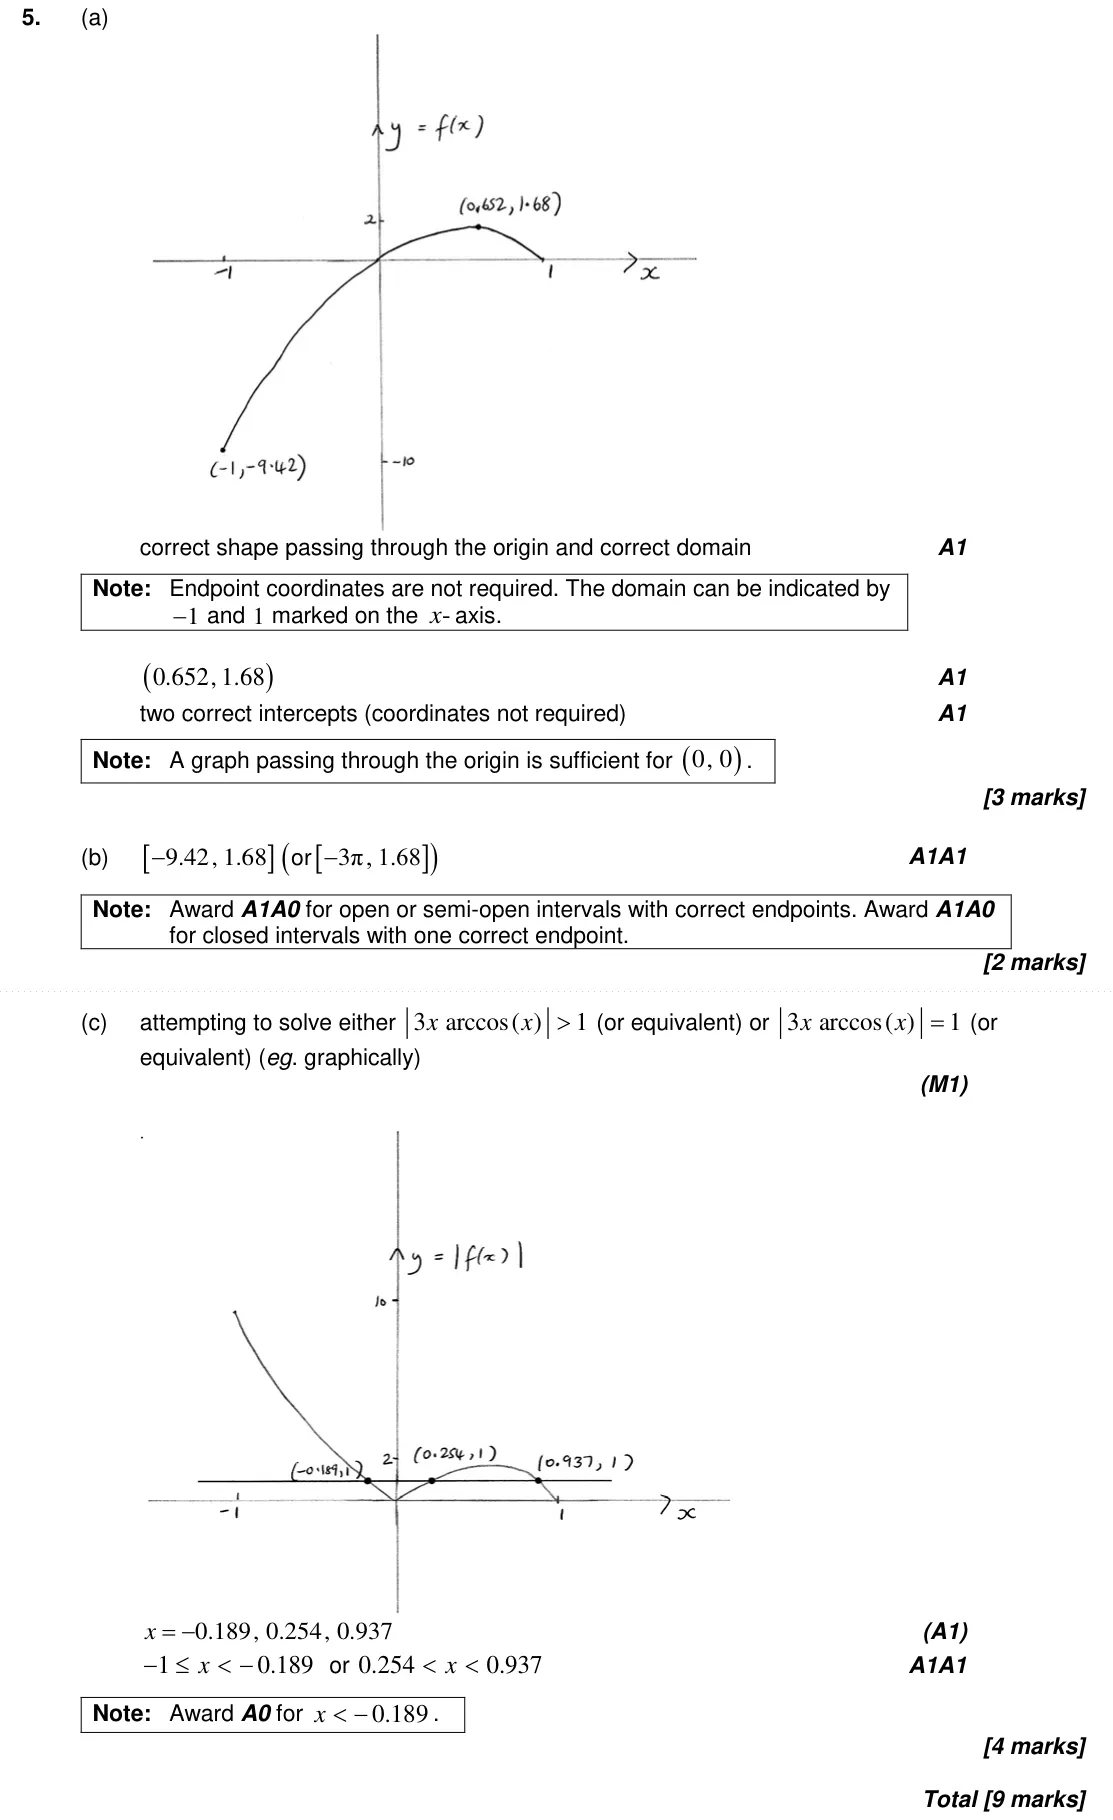 5. (a)
y = f(x)
(0.652, 1.68)
2
-1
1
x
(-1, -9.42)
-10
correct shape passing through the origin and correct domain A1
Note: Endpoint coordinates are not required. The domain can be indicated by
−1 and 1 marked on the x- axis.
(0.652, 1.68) A1
two correct intercepts (coordinates not required) A1
Note: A graph passing through the origin is sufficient for (0, 0).
[3 marks]
(b) [−9.42, 1.68] (or [−3π, 1.68]) A1A1
Note: Award A1A0 for open or semi-open intervals with correct endpoints. Award A1A0
for closed intervals with one correct endpoint.
[2 marks]
(c) attempting to solve either |3x arccos(x)| > 1 (or equivalent) or |3x arccos(x)| = 1 (or
equivalent) (eg. graphically)
(M1)
y = |f(x)|
10
2
(-0.189, 1)
(0.254, 1)
(0.937, 1)
-1
1
x
x = −0.189, 0.254, 0.937 (A1)
−1 ≤ x < −0.189 or 0.254 < x < 0.937 A1A1
Note: Award A0 for x < −0.189.
[4 marks]
Total [9 marks]